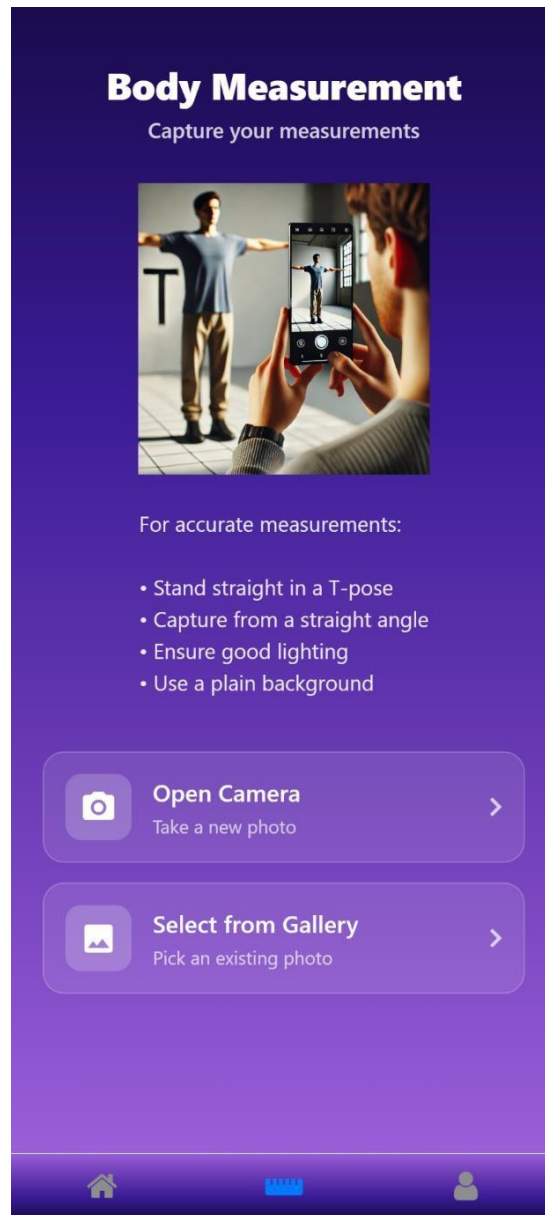 Body Measurement
Capture your measurements
T
For accurate measurements:
• Stand straight in a T-pose
• Capture from a straight angle
• Ensure good lighting
• Use a plain background
Open Camera
Take a new photo
Select from Gallery
Pick an existing photo